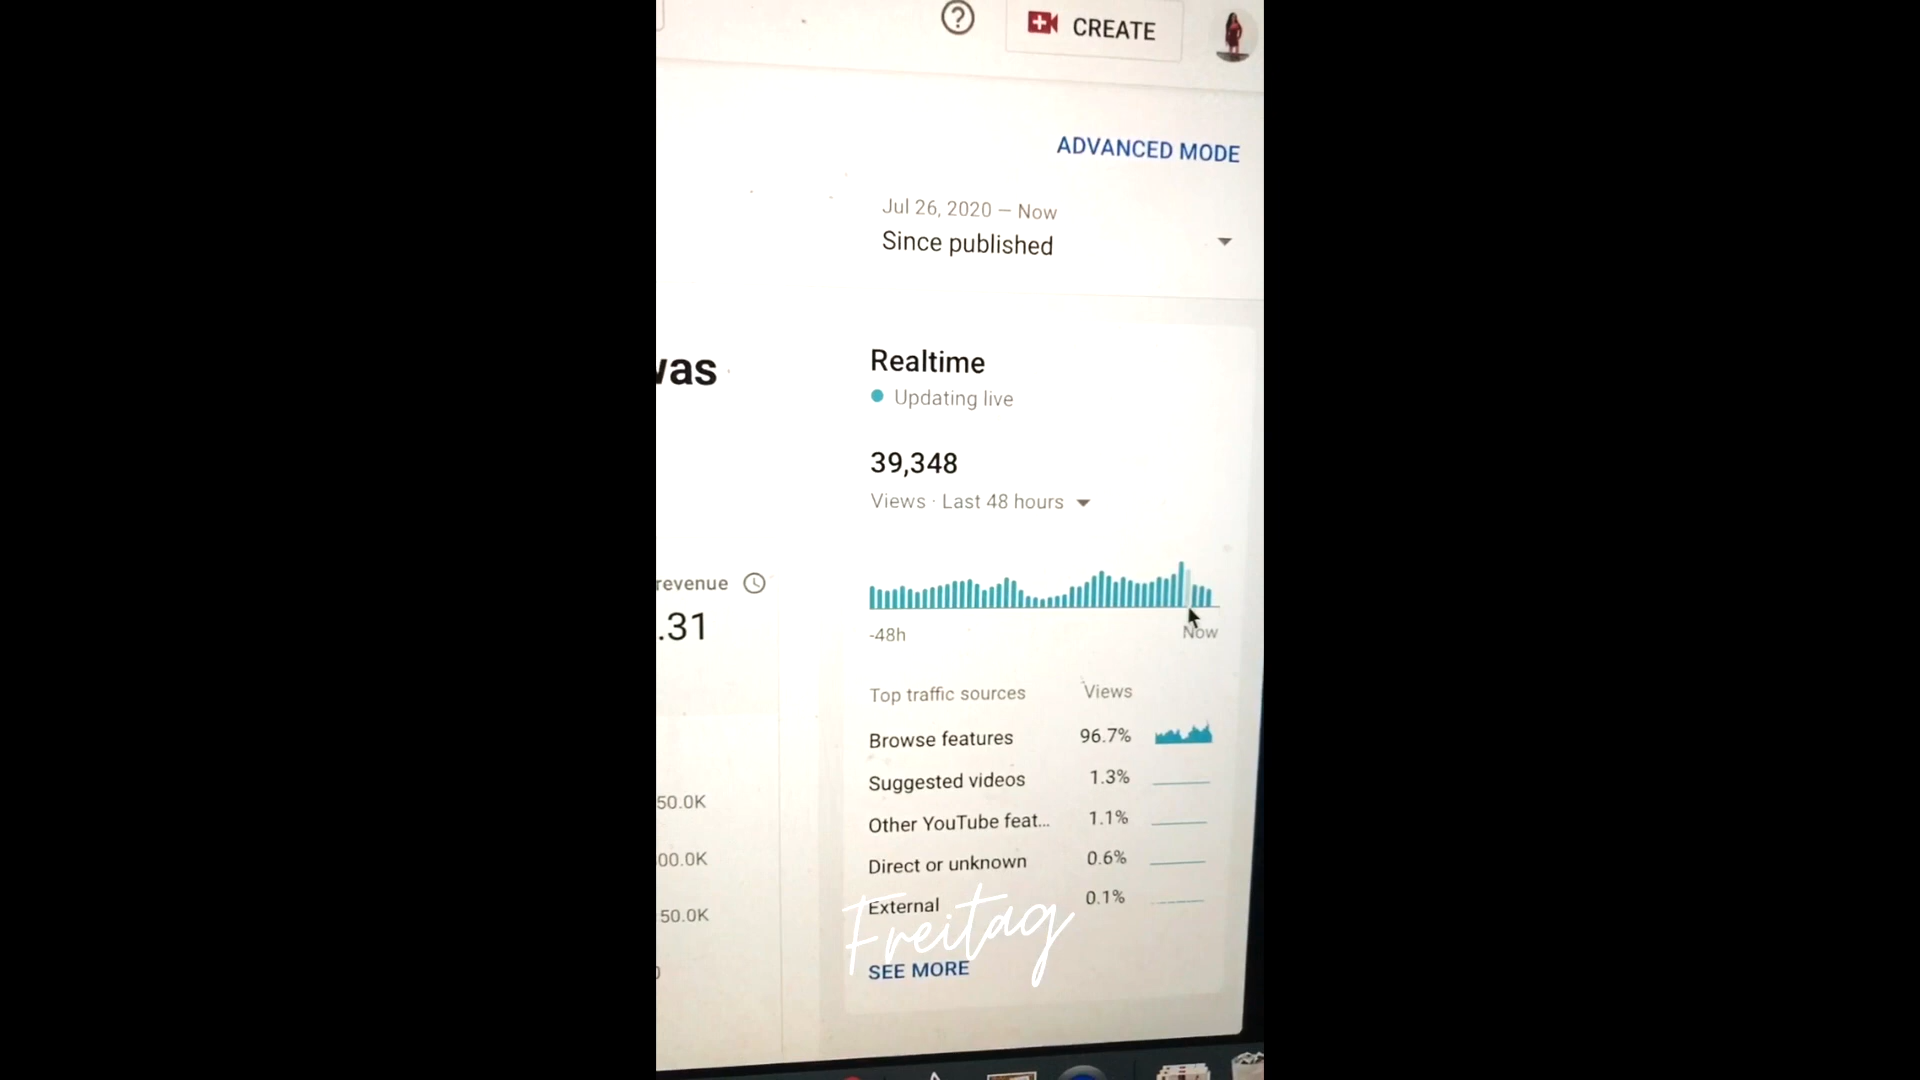 CREATE
ADVANCED MODE
Jul 26, 2020 – Now
Since published
Realtime
Updating live
39,348
Views · Last 48 hours
revenue
.31
-48h
Now
Top traffic sources Views
Browse features 96.7%
Suggested videos 1.3%
Other YouTube feat... 1.1%
Direct or unknown 0.6%
External 0.1%
Freitag
SEE MORE
50.0K
00.0K
50.0K